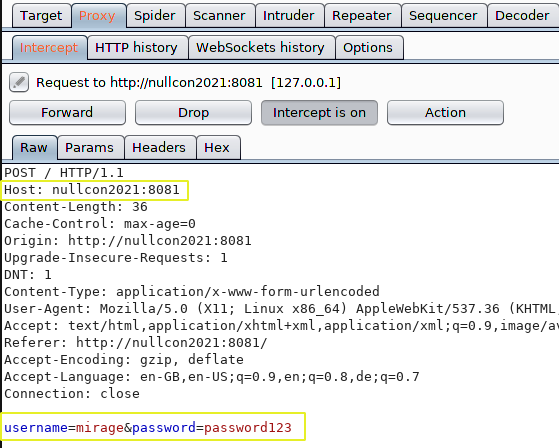 Target Proxy Spider Scanner Intruder Repeater Sequencer Decoder
Intercept HTTP history WebSockets history Options
Request to http://nullcon2021:8081 [127.0.0.1]
Forward Drop Intercept is on Action
Raw Params Headers Hex
POST / HTTP/1.1
Host: nullcon2021:8081
Content-Length: 36
Cache-Control: max-age=0
Origin: http://nullcon2021:8081
Upgrade-Insecure-Requests: 1
DNT: 1
Content-Type: application/x-www-form-urlencoded
User-Agent: Mozilla/5.0 (X11; Linux x86_64) AppleWebKit/537.36 (KHTML,
Accept: text/html,application/xhtml+xml,application/xml;q=0.9,image/av
Referer: http://nullcon2021:8081/
Accept-Encoding: gzip, deflate
Accept-Language: en-GB,en-US;q=0.9,en;q=0.8,de;q=0.7
Connection: close
username=mirage&password=password123